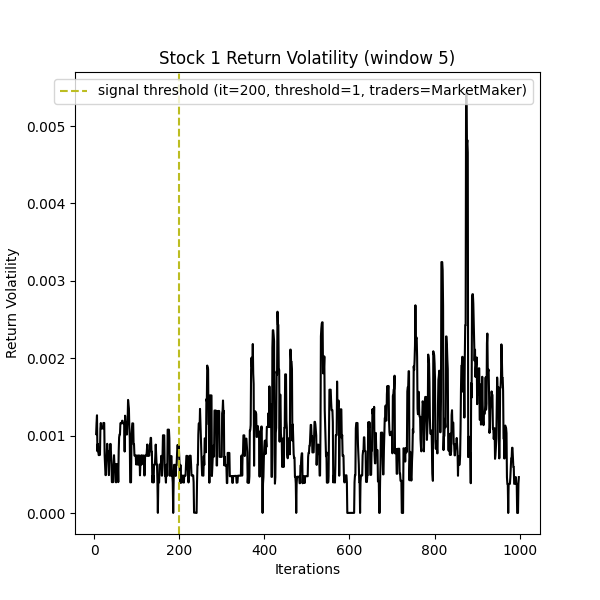 Stock 1 Return Volatility (window 5)
signal threshold (it=200, threshold=1, traders=MarketMaker)
Return Volatility
0.005
0.004
0.003
0.002
0.001
0.000
0 200 400 600 800 1000
Iterations